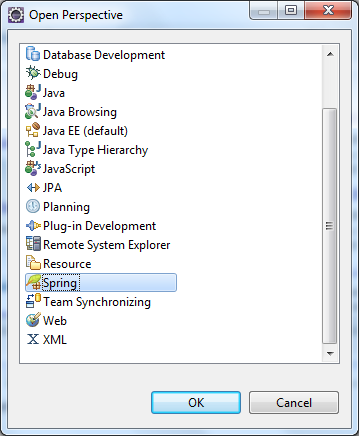 Open Perspective
Database Development
Debug
Java
Java Browsing
Java EE (default)
Java Type Hierarchy
JavaScript
JPA
Planning
Plug-in Development
Remote System Explorer
Resource
Spring
Team Synchronizing
Web
XML
OK
Cancel